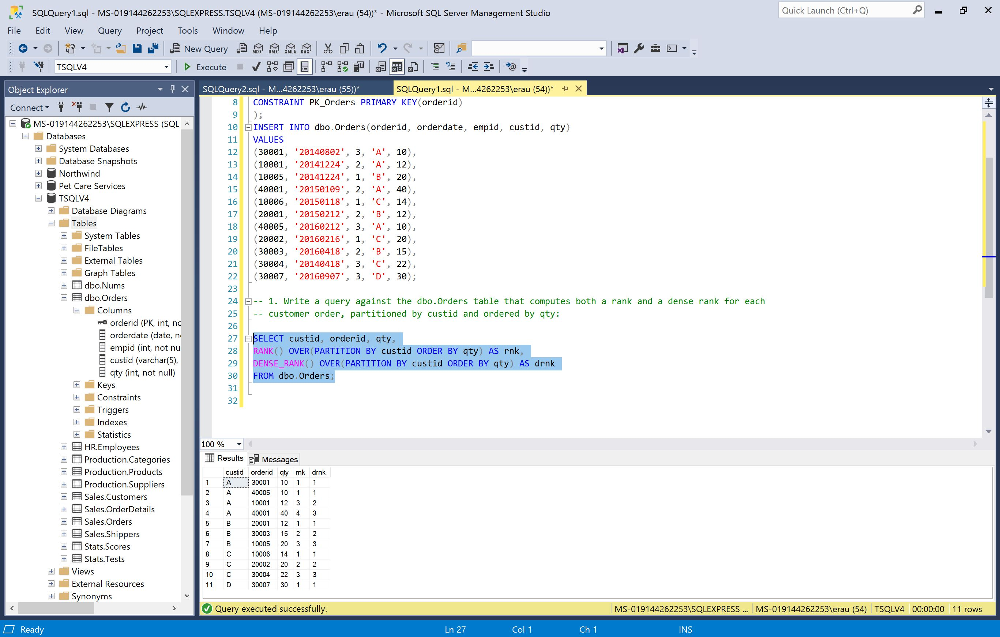 SQLQuery1.sql - MS-019144262253\SQLEXPRESS.TSQLV4 (MS-019144262253\erau (54))* - Microsoft SQL Server Management Studio
Quick Launch (Ctrl+Q)
File Edit View Query Project Tools Window Help
New Query MDX DMX XMLA DAX
TSQLV4 Execute
Object Explorer
Connect
MS-019144262253\SQLEXPRESS (SQL
Databases
System Databases
Database Snapshots
Northwind
Pet Care Services
TSQLV4
Database Diagrams
Tables
System Tables
FileTables
External Tables
Graph Tables
dbo.Nums
dbo.Orders
Columns
orderid (PK, int, no
orderdate (date, n
empid (int, not nu
custid (varchar(5),
qty (int, not null)
Keys
Constraints
Triggers
Indexes
Statistics
HR.Employees
Production.Categories
Production.Products
Production.Suppliers
Sales.Customers
Sales.OrderDetails
Sales.Orders
Sales.Shippers
Stats.Scores
Stats.Tests
Views
External Resources
Synonyms
SQLQuery2.sql - M...4262253\erau (55))* SQLQuery1.sql - M...4262253\erau (54))*
8 CONSTRAINT PK_Orders PRIMARY KEY(orderid)
9 );
10 INSERT INTO dbo.Orders(orderid, orderdate, empid, custid, qty)
11 VALUES
12 (30001, '20140802', 3, 'A', 10),
13 (10001, '20141224', 2, 'A', 12),
14 (10005, '20141224', 1, 'B', 20),
15 (40001, '20150109', 2, 'A', 40),
16 (10006, '20150118', 1, 'C', 14),
17 (20001, '20150212', 2, 'B', 12),
18 (40005, '20160212', 3, 'A', 10),
19 (20002, '20160216', 1, 'C', 20),
20 (30003, '20160418', 2, 'B', 15),
21 (30004, '20140418', 3, 'C', 22),
22 (30007, '20160907', 3, 'D', 30);
23
24 -- 1. Write a query against the dbo.Orders table that computes both a rank and a dense rank for each
25 -- customer order, partitioned by custid and ordered by qty:
26
27 SELECT custid, orderid, qty,
28 RANK() OVER(PARTITION BY custid ORDER BY qty) AS rnk,
29 DENSE_RANK() OVER(PARTITION BY custid ORDER BY qty) AS drnk
30 FROM dbo.Orders;
31
32
100 %
Results Messages
custid orderid qty rnk drnk
1 A 30001 10 1 1
2 A 40005 10 1 1
3 A 10001 12 3 2
4 A 40001 40 4 3
5 B 20001 12 1 1
6 B 30003 15 2 2
7 B 10005 20 3 3
8 C 10006 14 1 1
9 C 20002 20 2 2
10 C 30004 22 3 3
11 D 30007 30 1 1
Query executed successfully. MS-019144262253\SQLEXPRESS ... MS-019144262253\erau (54) TSQLV4 00:00:00 11 rows
Ready Ln 27 Col 1 Ch 1 INS